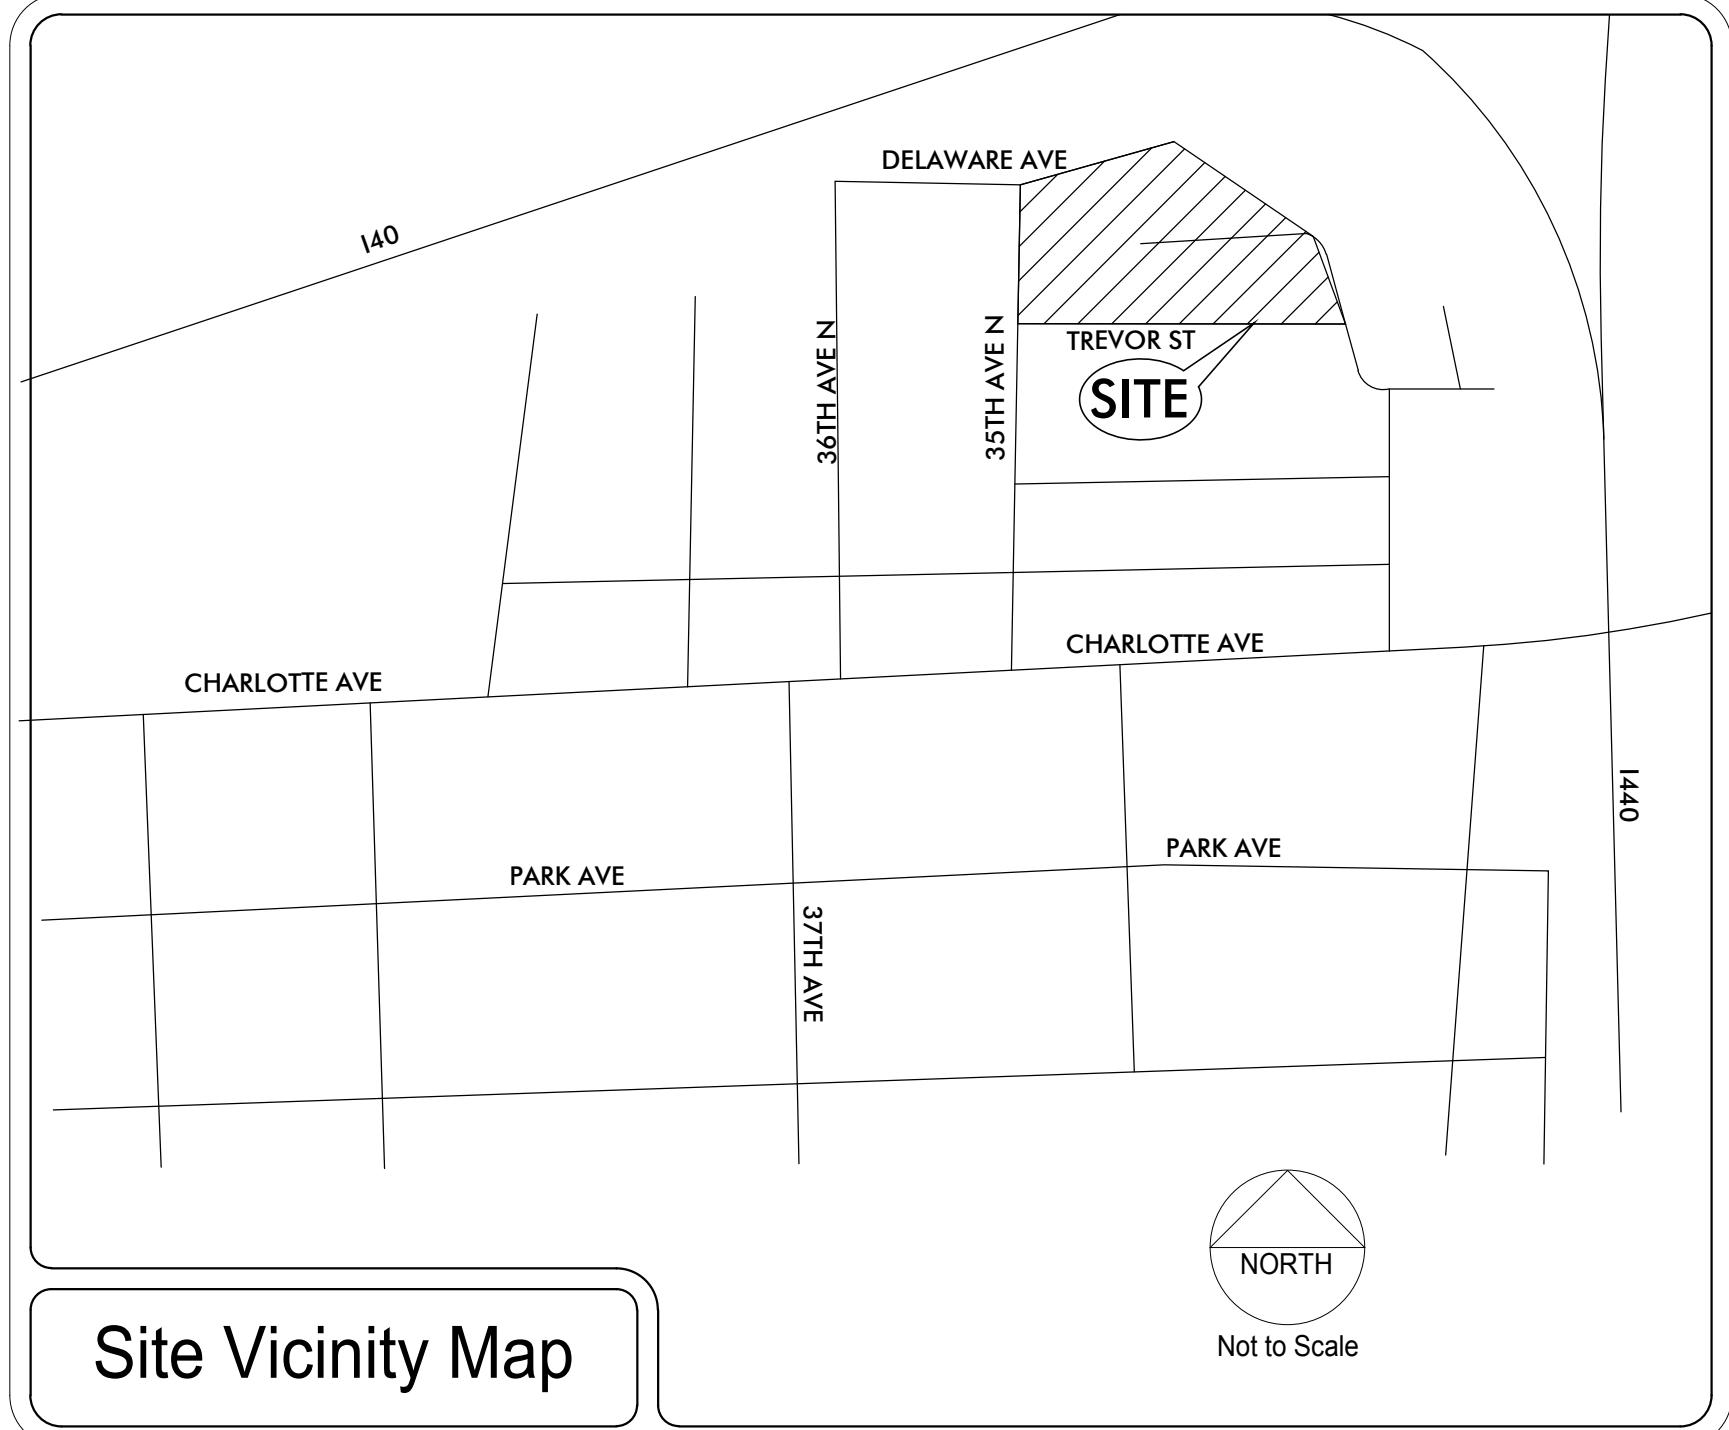 DELAWARE AVE
I40
36TH AVE N
35TH AVE N
TREVOR ST
SITE
CHARLOTTE AVE
CHARLOTTE AVE
I440
PARK AVE
PARK AVE
37TH AVE
NORTH
Not to Scale
Site Vicinity Map